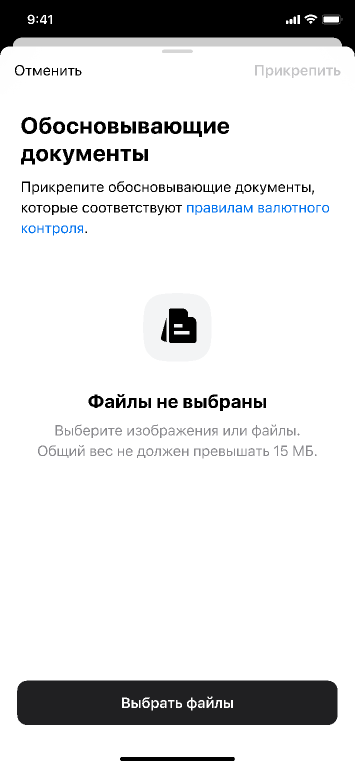 9:41
Отменить Прикрепить
Обосновывающие
документы
Прикрепите обосновывающие документы,
которые соответствуют правилам валютного
контроля.
Файлы не выбраны
Выберите изображения или файлы.
Общий вес не должен превышать 15 МБ.
Выбрать файлы